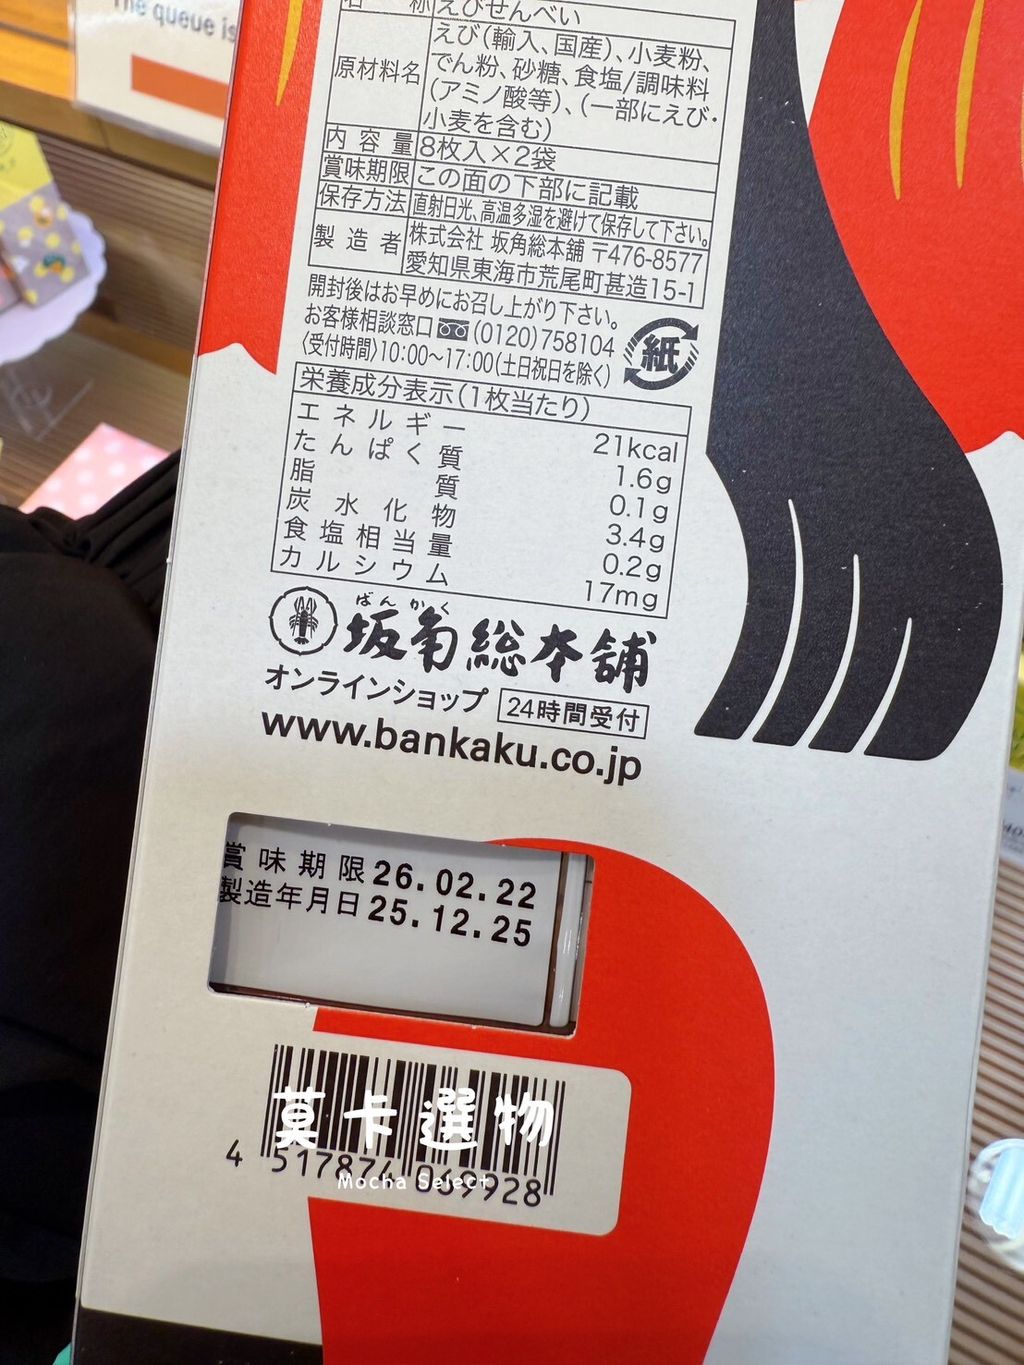 The queue is
名 称 えびせんべい
原材料名 えび(輸入、国産)、小麦粉、
でん粉、砂糖、食塩/調味料
(アミノ酸等)、(一部にえび・
小麦を含む)
内容量 8枚入×2袋
賞味期限 この面の下部に記載
保存方法 直射日光、高温多湿を避けて保存して下さい。
製造者 株式会社 坂角総本舖 〒476-8577
愛知県東海市荒尾町甚造15-1
開封後はお早めにお召し上がり下さい。
お客様相談窓口 (0120)758104
〈受付時間〉10:00〜17:00(土日祝日を除く)
紙
栄養成分表示(1枚当たり)
エネルギー 21kcal
たんぱく質 1.6g
脂質 0.1g
炭水化物 3.4g
食塩相当量 0.2g
カルシウム 17mg
ばんかく
坂角総本舖
オンラインショップ 24時間受付
www.bankaku.co.jp
賞味期限 26.02.22
製造年月日 25.12.25
莫卡選物
Mocha Select
4 517874 069928